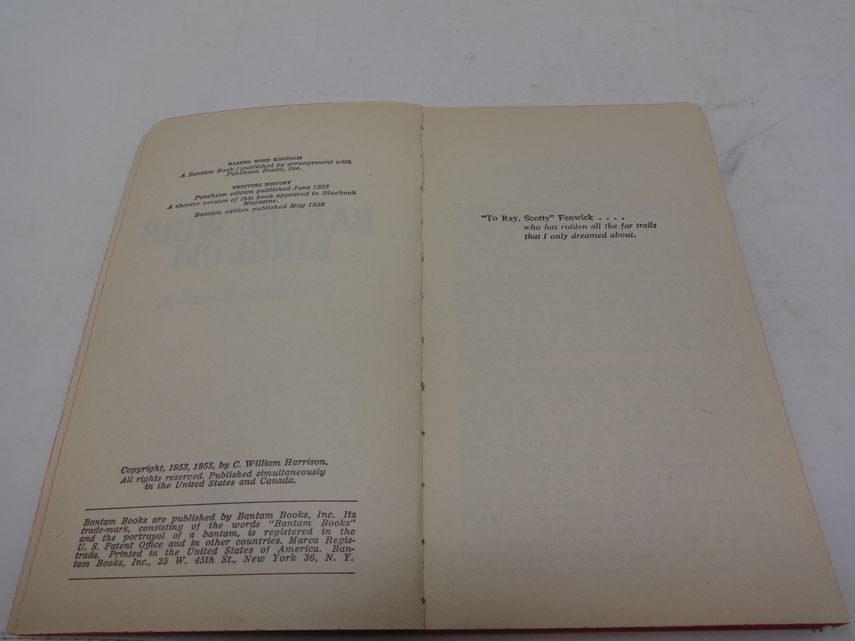 BARBED WIRE KINGDOM
A Bantam Book / published by arrangement with
Pantheon Books, Inc.
PRINTING HISTORY
Pantheon edition published June 1955
A shorter version of this book appeared in Bluebook
Magazine.
Bantam edition published May 1959
Copyright, 1953, 1955, by C. William Harrison.
All rights reserved. Published simultaneously
in the United States and Canada.
Bantam Books are published by Bantam Books, Inc. Its
trade-mark, consisting of the words "Bantam Books"
and the portrayal of a bantam, is registered in the
U. S. Patent Office and in other countries. Marca Regis-
trada. Printed in the United States of America. Ban-
tam Books, Inc., 25 W. 45th St., New York 36, N. Y.
"To Ray, Scotty" Fenwick . . . .
who has ridden all the far trails
that I only dreamed about.